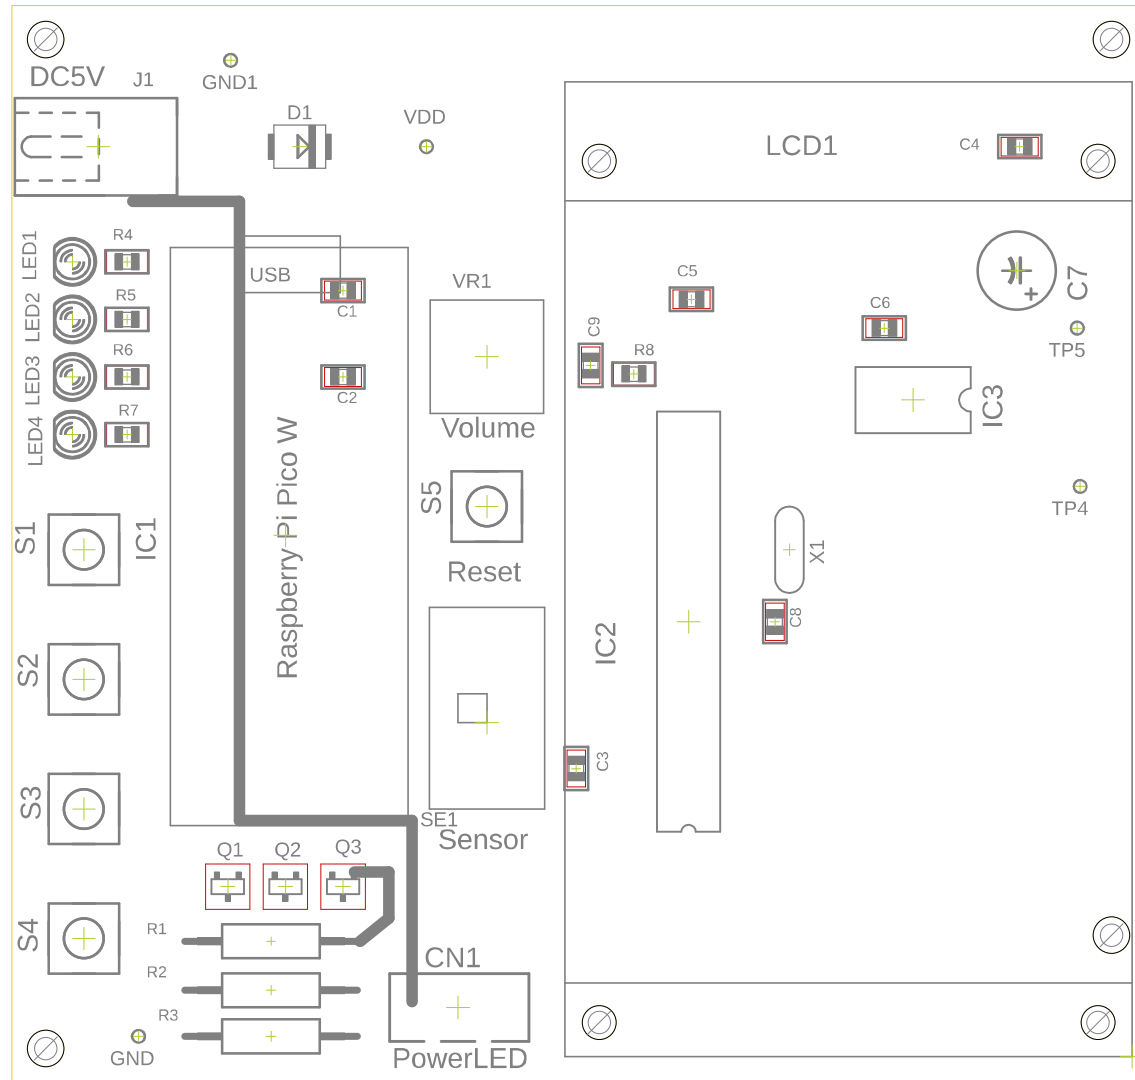 DC5V
J1
GND1
D1
VDD
LCD1
C4
LED1
R4
USB
C1
VR1
C5
C7
LED2
R5
C9
R8
C6
TP5
LED3
R6
C2
IC3
LED4
R7
Volume
Raspberry Pi Pico W
S5
TP4
S1
IC1
X1
Reset
C8
S2
IC2
S3
C3
SE1
Sensor
Q1
Q2
Q3
S4
R1
CN1
R2
R3
GND
PowerLED